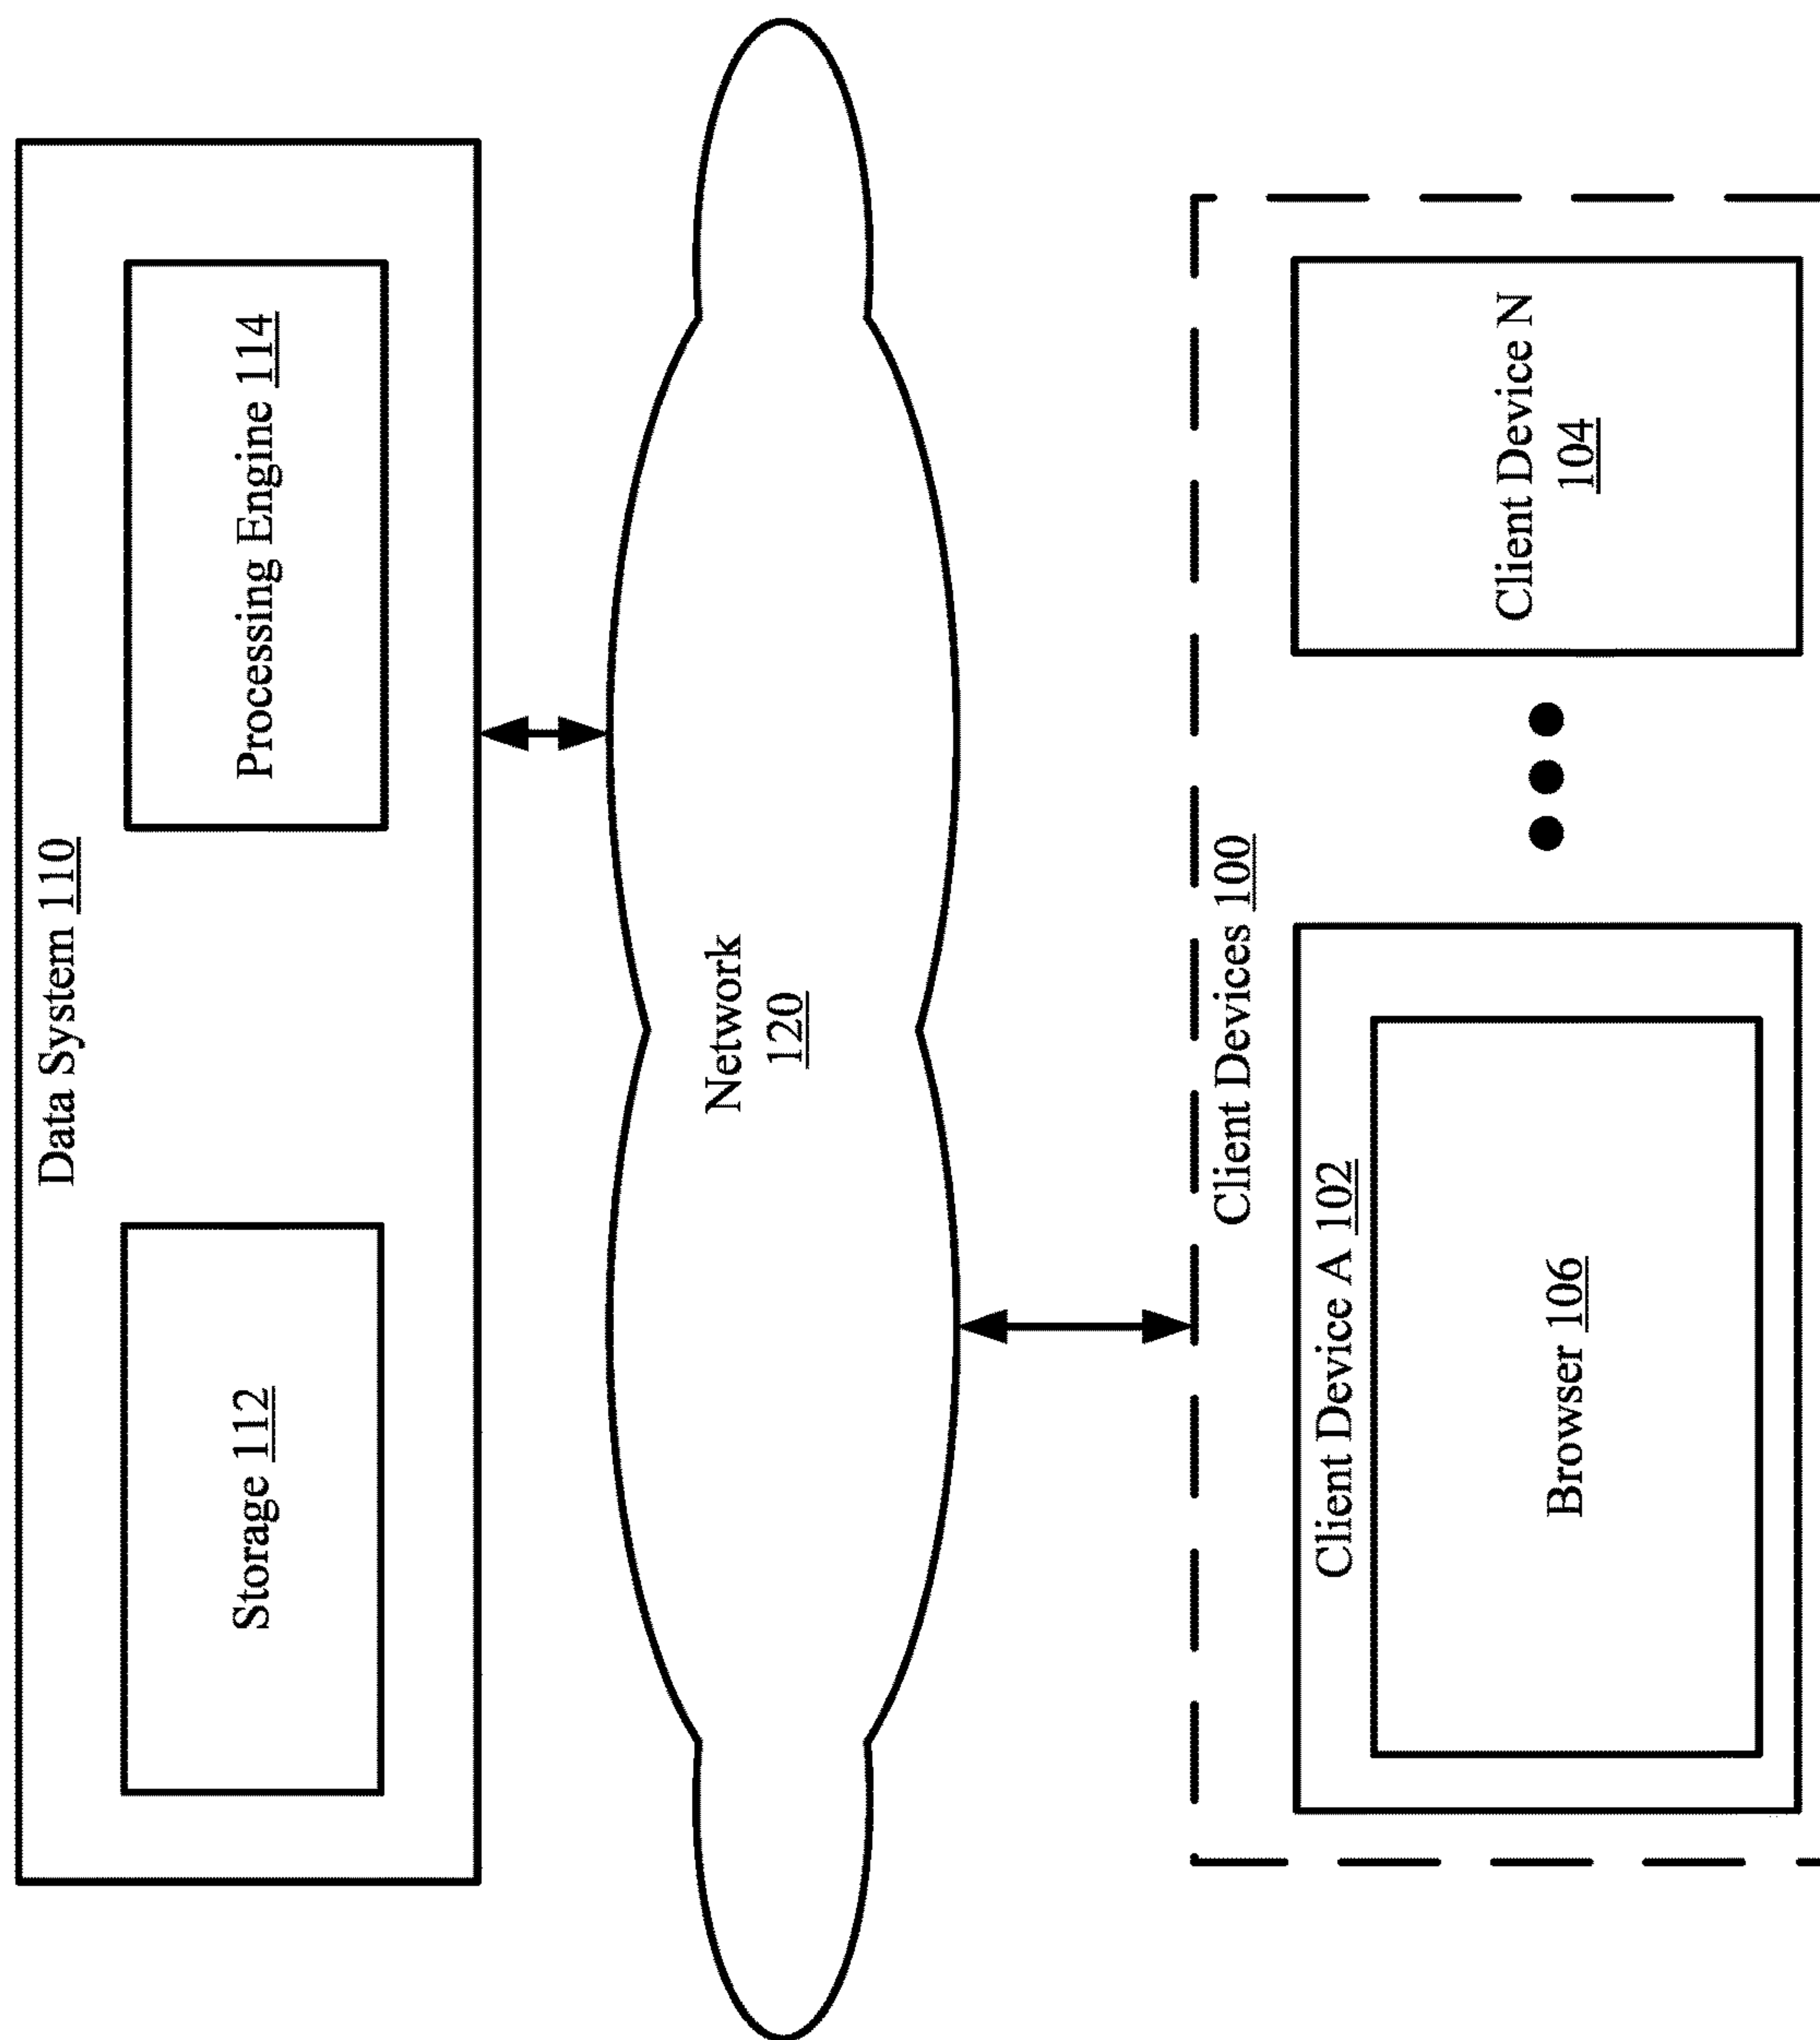 Data System 110
Storage 112
Processing Engine 114
Network
120
Client Devices 100
Client Device A 102
Browser 106
Client Device N
104